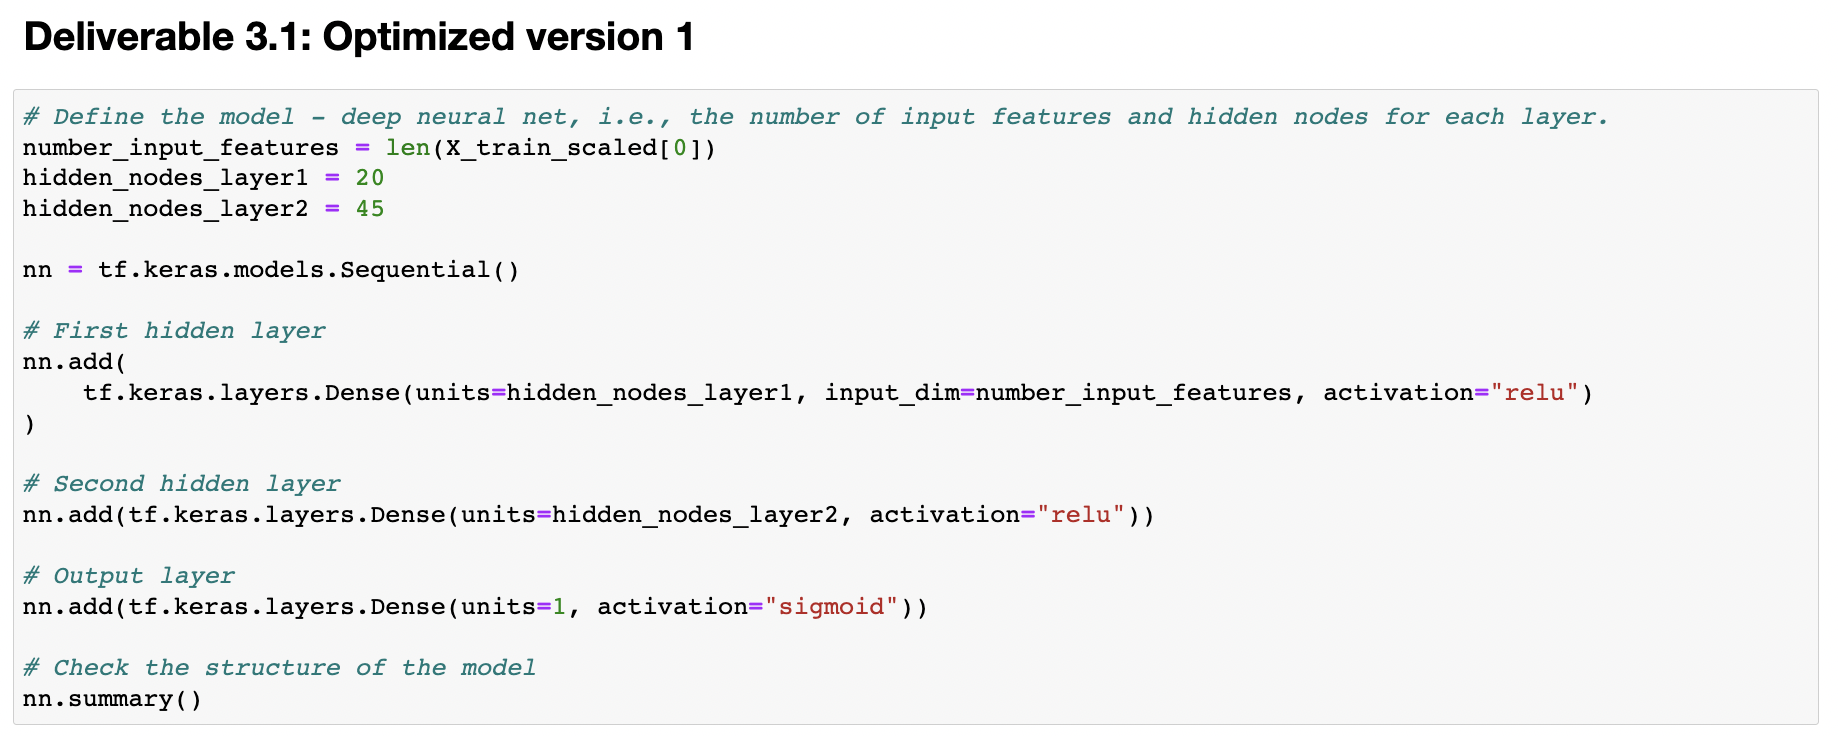 Deliverable 3.1: Optimized version 1
# Define the model - deep neural net, i.e., the number of input features and hidden nodes for each layer.
number_input_features = len(X_train_scaled[0])
hidden_nodes_layer1 = 20
hidden_nodes_layer2 = 45
nn = tf.keras.models.Sequential()
# First hidden layer
nn.add(
    tf.keras.layers.Dense(units=hidden_nodes_layer1, input_dim=number_input_features, activation="relu")
)
# Second hidden layer
nn.add(tf.keras.layers.Dense(units=hidden_nodes_layer2, activation="relu"))
# Output layer
nn.add(tf.keras.layers.Dense(units=1, activation="sigmoid"))
# Check the structure of the model
nn.summary()